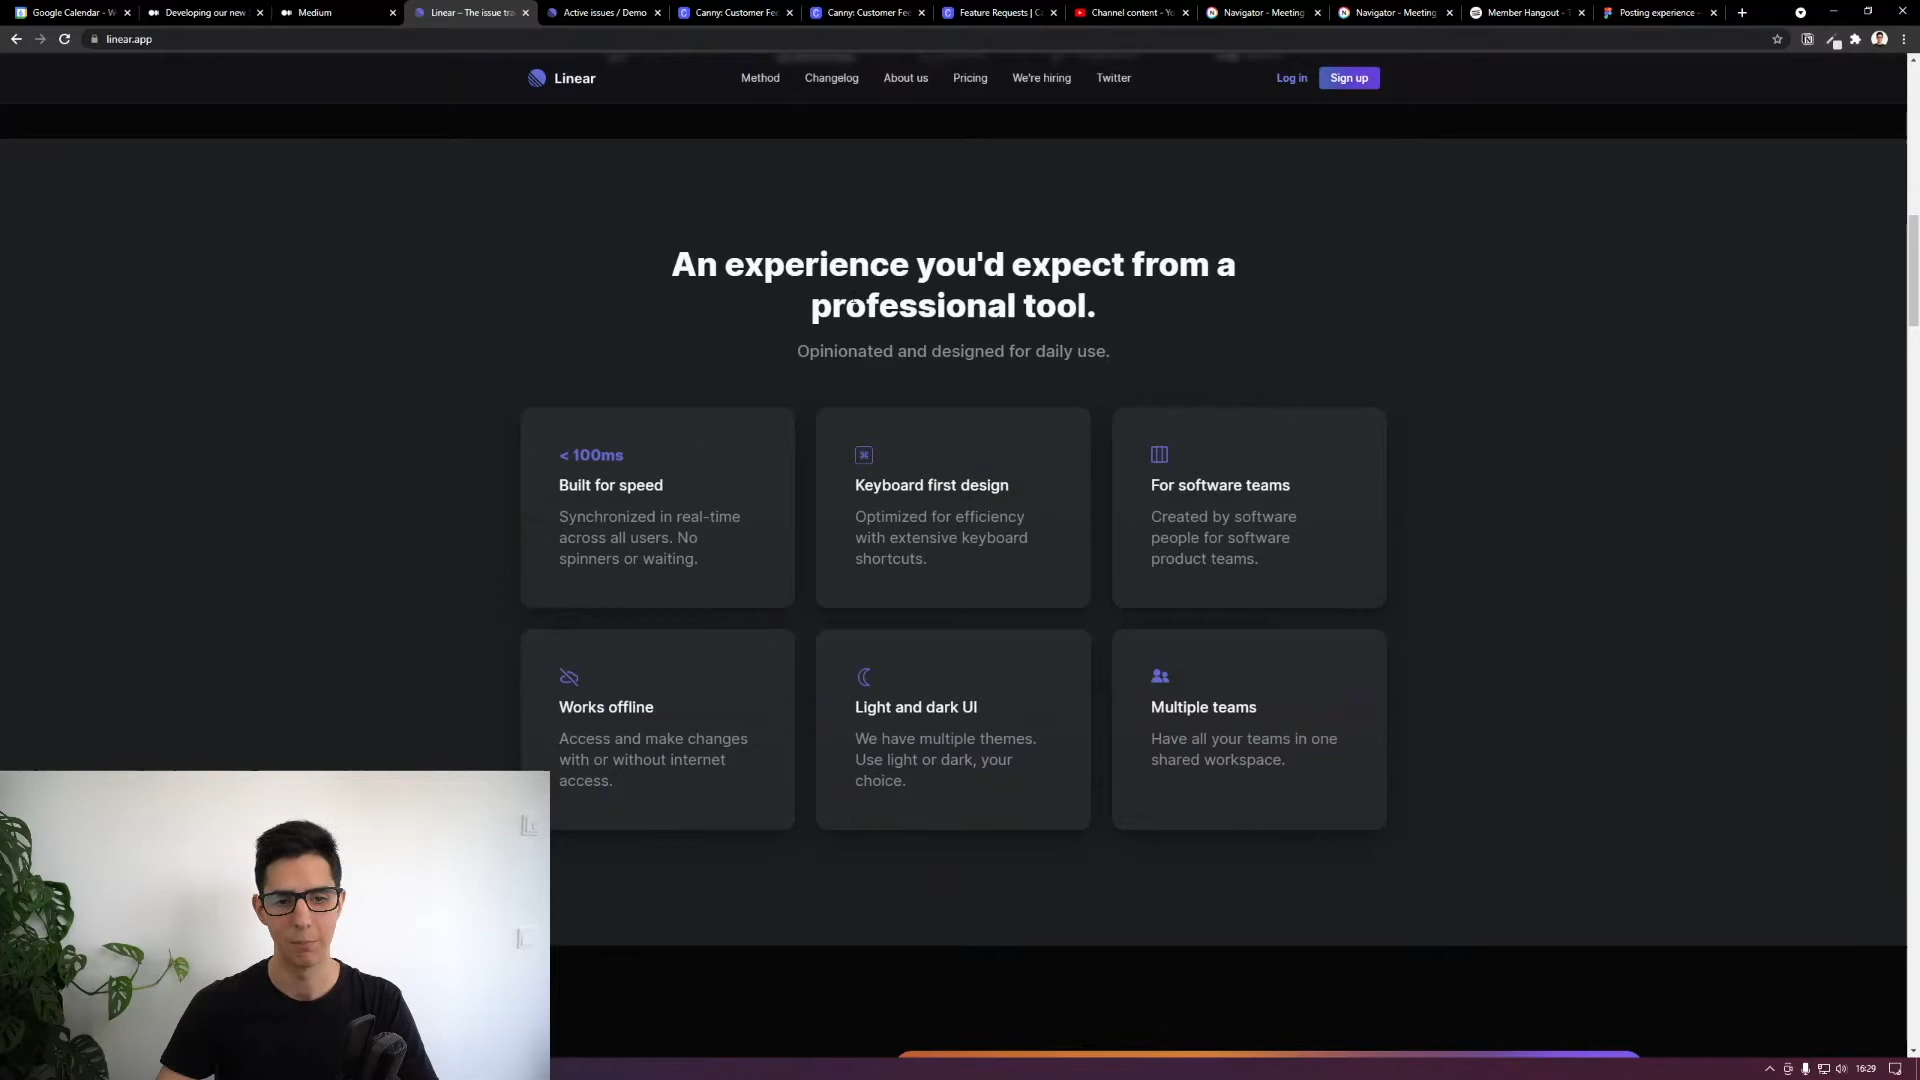 Google Calendar - W
Developing our new
Medium
Linear – The issue tra
Active issues / Demo
Canny: Customer Fe
Canny: Customer Fe
Feature Requests | C
Channel content - Yo
Navigator - Meeting
Navigator - Meeting
Member Hangout - T
Posting experience –
linear.app
Linear
Method
Changelog
About us
Pricing
We're hiring
Twitter
Log in
Sign up
An experience you'd expect from a
professional tool.
Opinionated and designed for daily use.
< 100ms
Built for speed
Synchronized in real-time
across all users. No
spinners or waiting.
Keyboard first design
Optimized for efficiency
with extensive keyboard
shortcuts.
For software teams
Created by software
people for software
product teams.
Works offline
Access and make changes
with or without internet
access.
Light and dark UI
We have multiple themes.
Use light or dark, your
choice.
Multiple teams
Have all your teams in one
shared workspace.
16:29